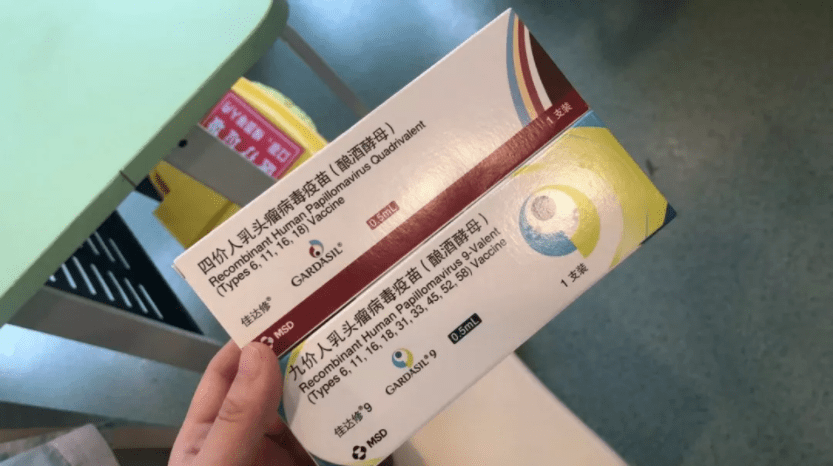 四价人乳头瘤病毒疫苗（酿酒酵母）
Recombinant Human Papillomavirus Quadrivalent
(Types 6, 11, 16, 18) Vaccine
0.5mL
1 支装
GARDASIL®
佳达修®
MSD
九价人乳头瘤病毒疫苗（酿酒酵母）
Recombinant Human Papillomavirus 9-Valent
(Types 6, 11, 16, 18, 31, 33, 45, 52, 58) Vaccine
0.5mL
1 支装
GARDASIL®9
佳达修®9
MSD